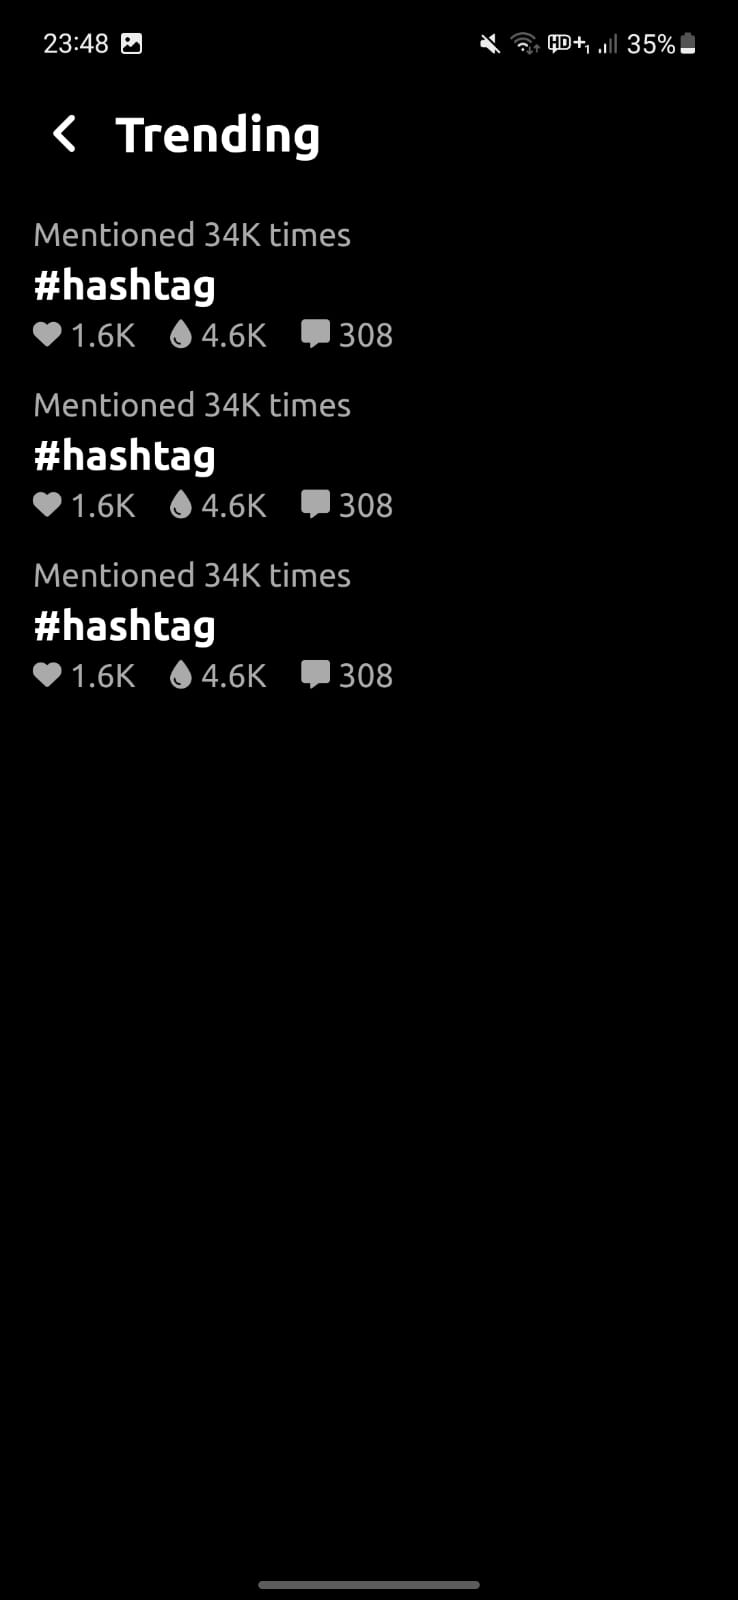 23:48 35%
Trending
Mentioned 34K times
#hashtag
1.6K 4.6K 308
Mentioned 34K times
#hashtag
1.6K 4.6K 308
Mentioned 34K times
#hashtag
1.6K 4.6K 308